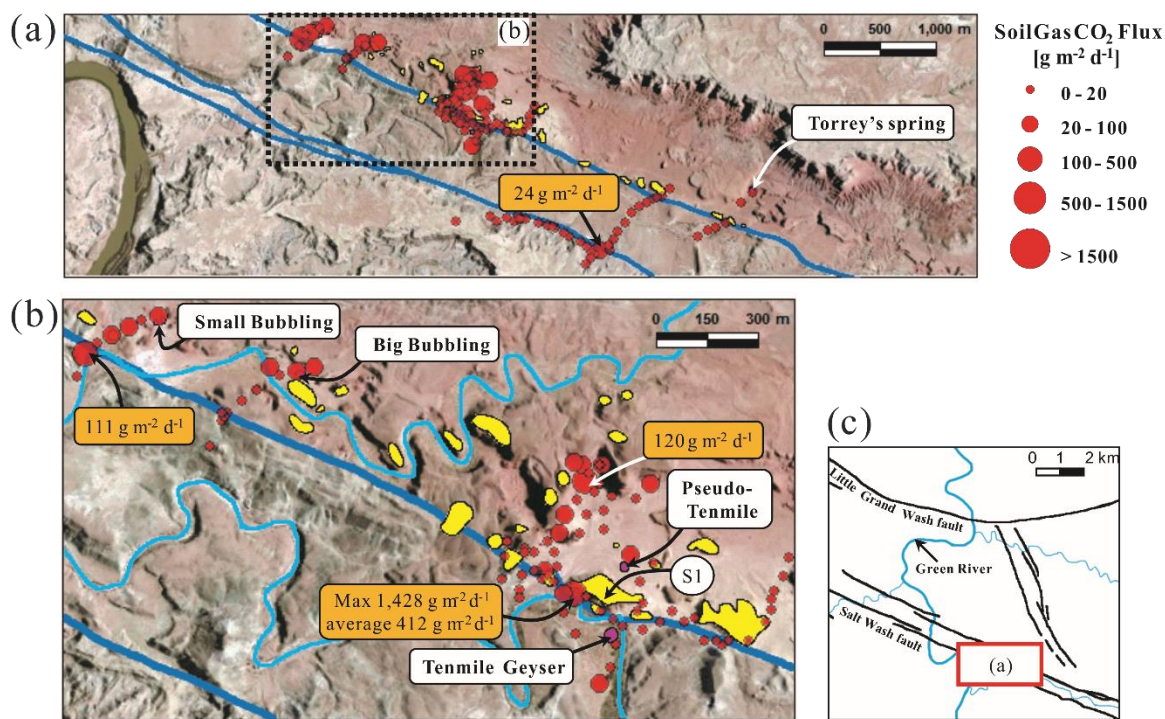 (a)
(b)
0 500 1,000 m
Torrey's spring
24 g m⁻² d⁻¹
Soil Gas CO₂ Flux
[g m⁻² d⁻¹]
0 - 20
20 - 100
100 - 500
500 - 1500
> 1500
(b)
Small Bubbling
Big Bubbling
0 150 300 m
111 g m⁻² d⁻¹
120 g m⁻² d⁻¹
Pseudo-
Tenmile
S1
Max 1,428 g m⁻² d⁻¹
average 412 g m⁻² d⁻¹
Tenmile Geyser
(c)
0 1 2 km
Little Grand Wash fault
Green River
Salt Wash fault
(a)